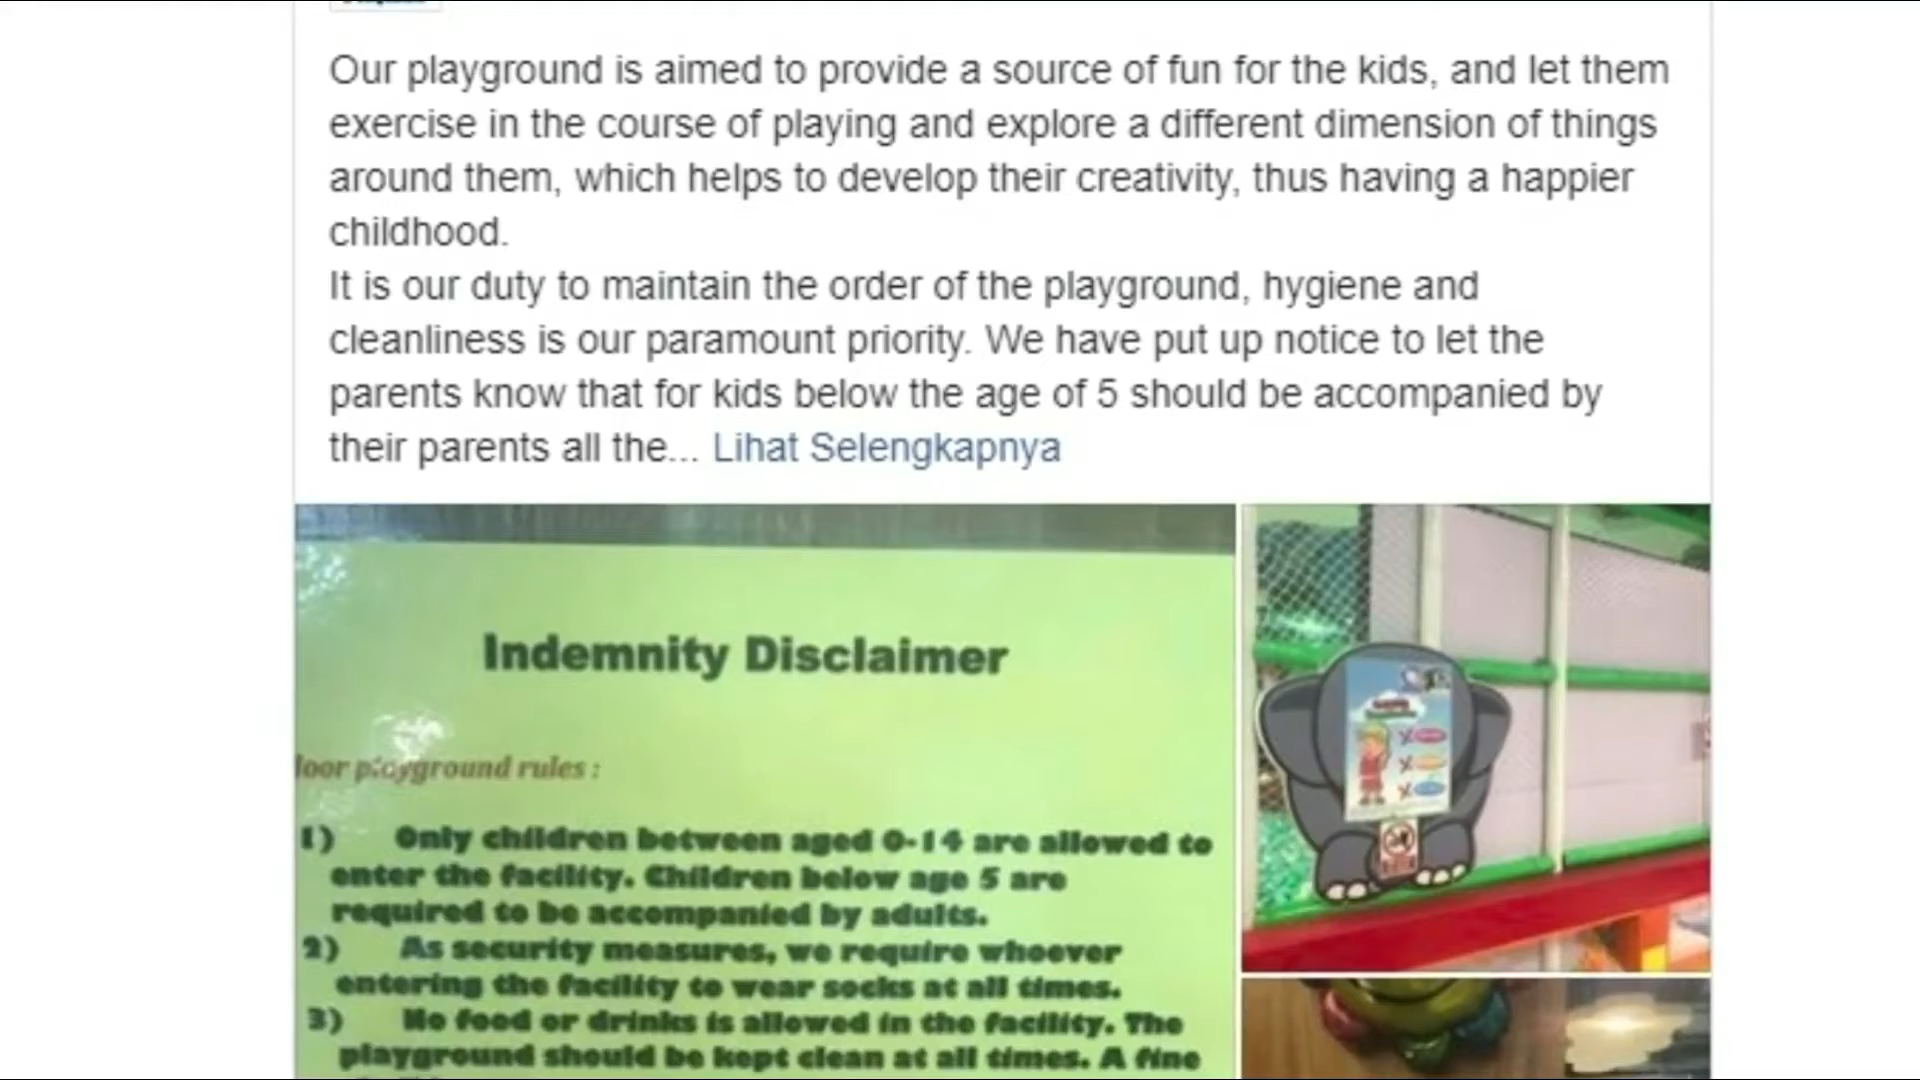 Our playground is aimed to provide a source of fun for the kids, and let them
exercise in the course of playing and explore a different dimension of things
around them, which helps to develop their creativity, thus having a happier
childhood.
It is our duty to maintain the order of the playground, hygiene and
cleanliness is our paramount priority. We have put up notice to let the
parents know that for kids below the age of 5 should be accompanied by
their parents all the... Lihat Selengkapnya
Indemnity Disclaimer
loor playground rules :
1) Only children between aged 0-14 are allowed to
enter the facility. Children below age 5 are
required to be accompanied by adults.
2) As security measures, we require whoever
entering the facility to wear socks at all times.
3) No food or drinks is allowed in the facility. The
playground should be kept clean at all times. A fine